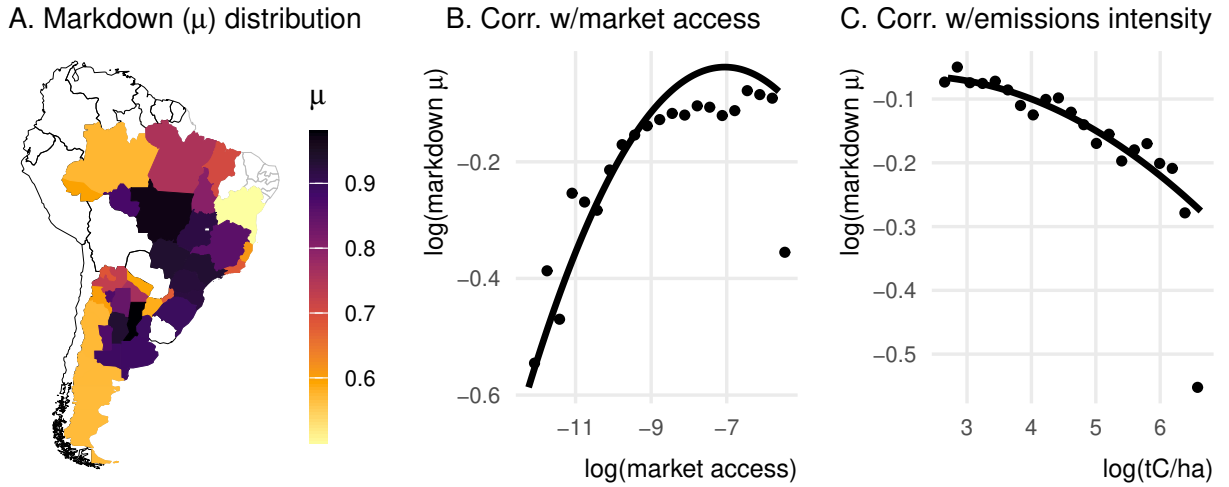 A. Markdown (μ) distribution
μ
0.9
0.8
0.7
0.6
B. Corr. w/market access
log(markdown μ)
−0.2
−0.4
−0.6
−11
−9
−7
log(market access)
C. Corr. w/emissions intensity
log(markdown μ)
−0.1
−0.2
−0.3
−0.4
−0.5
3
4
5
6
log(tC/ha)